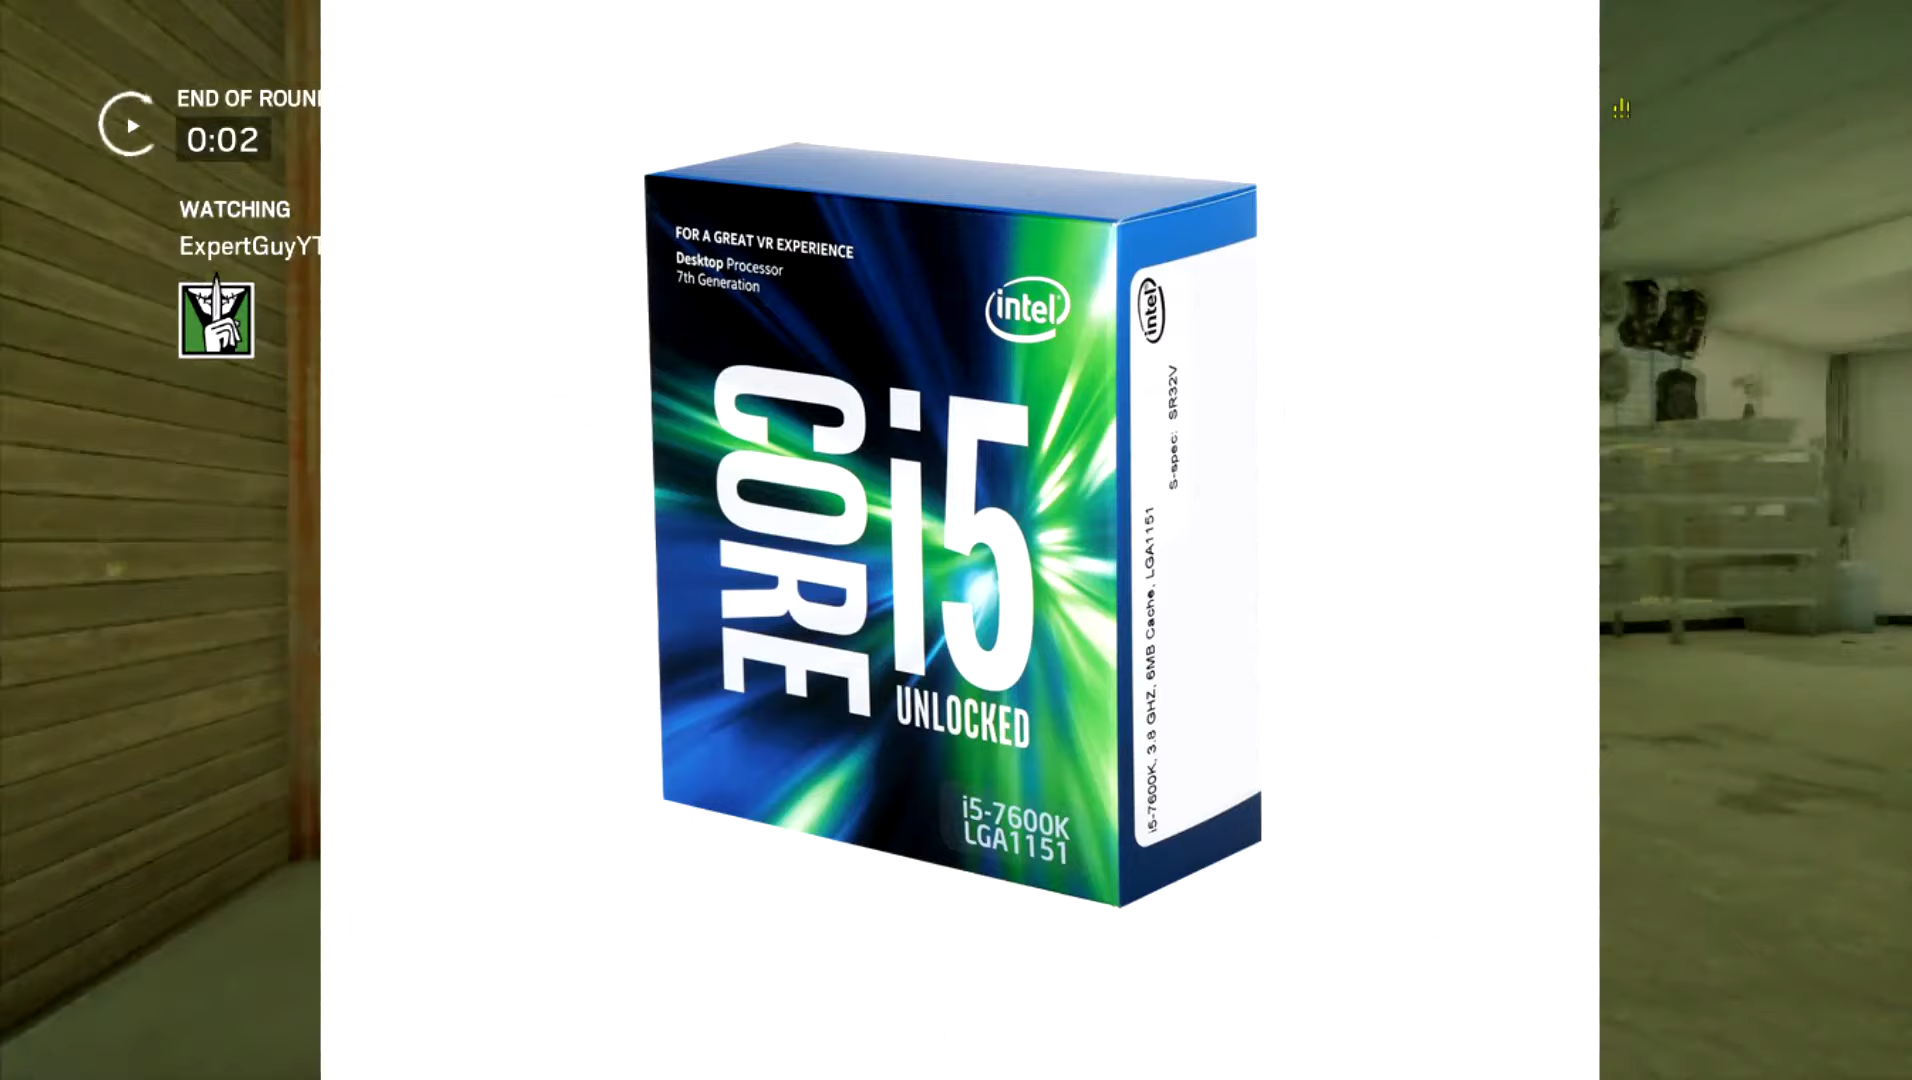 END OF ROUN
0:02
WATCHING
ExpertGuyYT
FOR A GREAT VR EXPERIENCE
Desktop Processor
7th Generation
intel
CORE
i5
UNLOCKED
i5-7600K
LGA1151
intel
S-spec: SR32V
i5-7600K, 3.8 GHZ, 6MB Cache, LGA1151